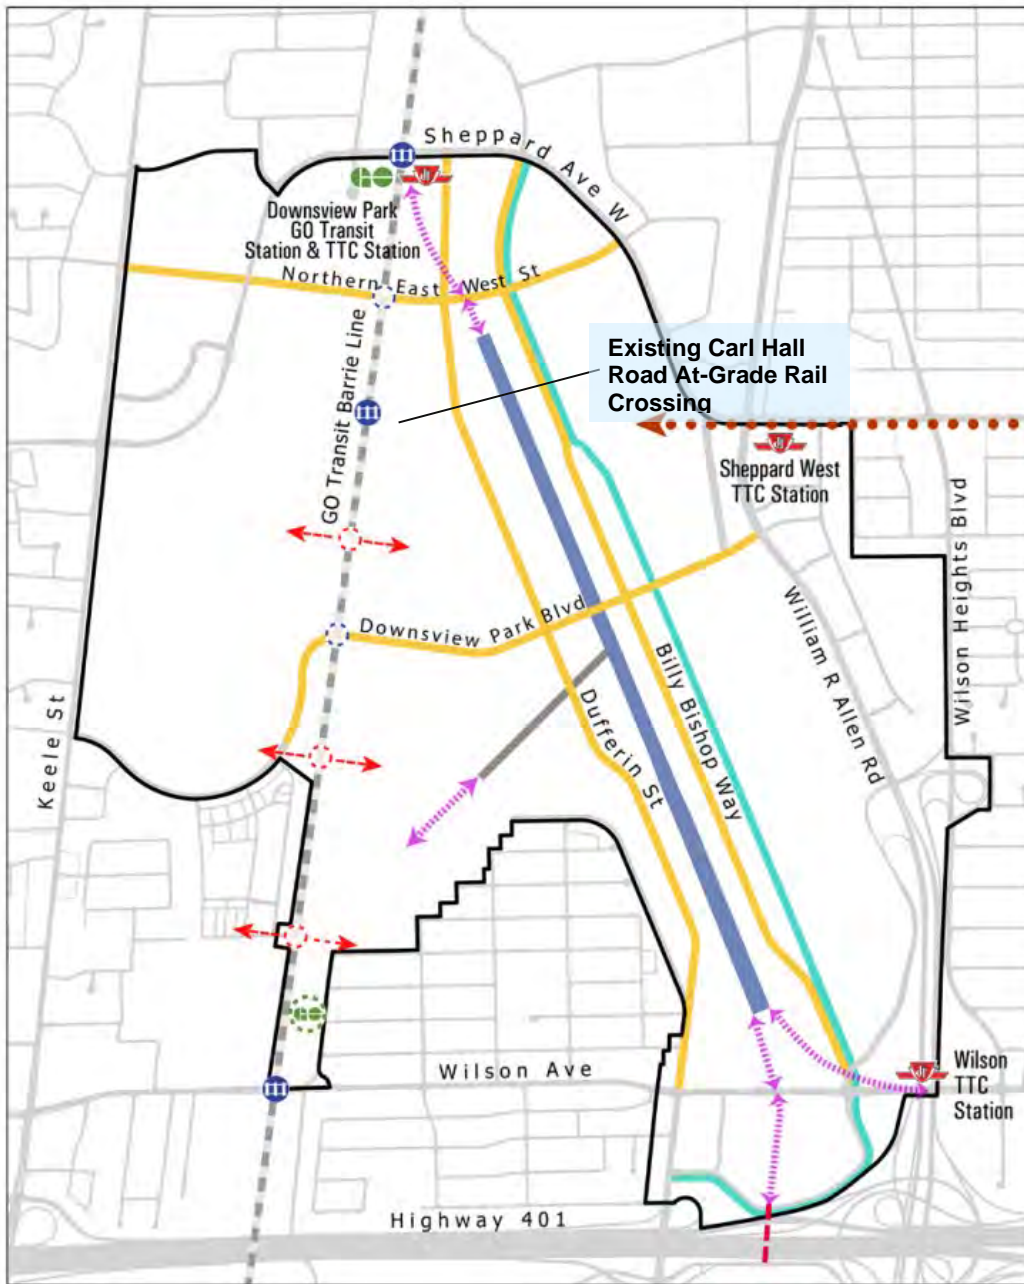 Sheppard Ave W
Downsview Park
GO Transit
Station & TTC Station
Northern East West St
Existing Carl Hall
Road At-Grade Rail
Crossing
GO Transit Barrie Line
Sheppard West
TTC Station
Wilson Heights Blvd
Downsview Park Blvd
William R Allen Rd
Billy Bishop Way
Dufferin St
Keele St
Wilson Ave
Wilson
TTC
Station
Highway 401